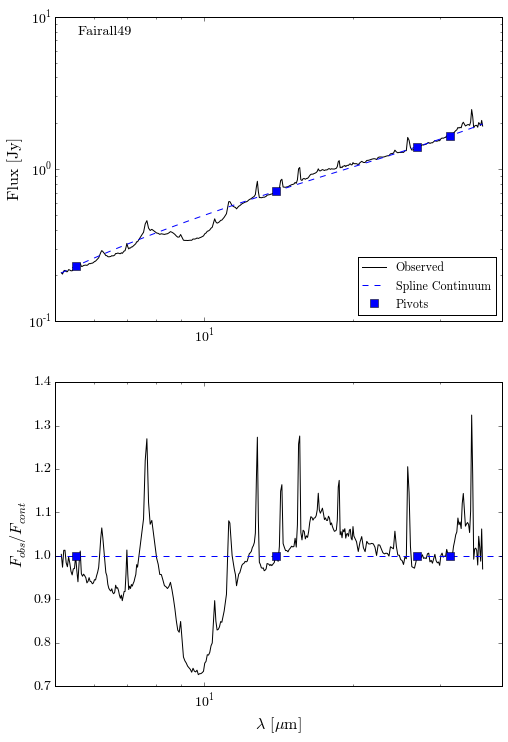 10^1
Fairall49
Flux [Jy]
10^0
Observed
Spline Continuum
Pivots
10^-1
10^1
1.4
1.3
1.2
1.1
F_obs/F_cont
1.0
0.9
0.8
0.7
10^1
λ [μm]